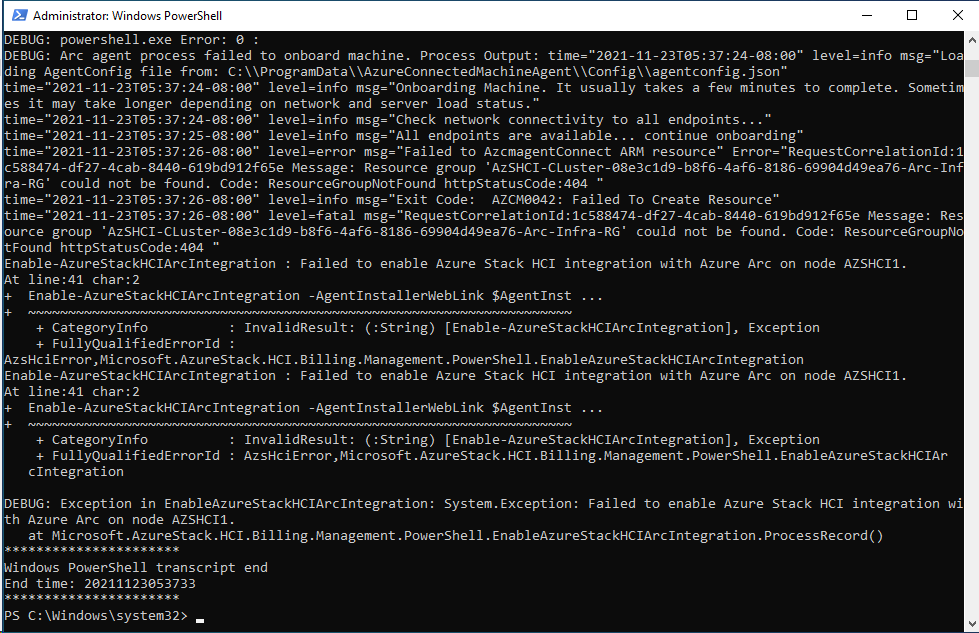 Administrator: Windows PowerShell
DEBUG: powershell.exe Error: 0 :
DEBUG: Arc agent process failed to onboard machine. Process Output: time="2021-11-23T05:37:24-08:00" level=info msg="Loa
ding AgentConfig file from: C:\\ProgramData\\AzureConnectedMachineAgent\\Config\\agentconfig.json"
time="2021-11-23T05:37:24-08:00" level=info msg="Onboarding Machine. It usually takes a few minutes to complete. Sometim
es it may take longer depending on network and server load status."
time="2021-11-23T05:37:24-08:00" level=info msg="Check network connectivity to all endpoints..."
time="2021-11-23T05:37:25-08:00" level=info msg="All endpoints are available... continue onboarding"
time="2021-11-23T05:37:26-08:00" level=error msg="Failed to AzcmagentConnect ARM resource" Error="RequestCorrelationId:1
c588474-df27-4cab-8440-619bd912f65e Message: Resource group 'AzSHCI-CLuster-08e3c1d9-b8f6-4af6-8186-69904d49ea76-Arc-Inf
ra-RG' could not be found. Code: ResourceGroupNotFound httpStatusCode:404 "
time="2021-11-23T05:37:26-08:00" level=info msg="Exit Code:  AZCM0042: Failed To Create Resource"
time="2021-11-23T05:37:26-08:00" level=fatal msg="RequestCorrelationId:1c588474-df27-4cab-8440-619bd912f65e Message: Res
ource group 'AzSHCI-CLuster-08e3c1d9-b8f6-4af6-8186-69904d49ea76-Arc-Infra-RG' could not be found. Code: ResourceGroupNo
tFound httpStatusCode:404 "
Enable-AzureStackHCIArcIntegration : Failed to enable Azure Stack HCI integration with Azure Arc on node AZSHCI1.
At line:41 char:2
+  Enable-AzureStackHCIArcIntegration -AgentInstallerWebLink $AgentInst ...
+  ~~~~~~~~~~~~~~~~~~~~~~~~~~~~~~~~~~~~~~~~~~~~~~~~~~~~~~~~~~~~~~~~~~~~
    + CategoryInfo          : InvalidResult: (:String) [Enable-AzureStackHCIArcIntegration], Exception
    + FullyQualifiedErrorId :
AzsHciError,Microsoft.AzureStack.HCI.Billing.Management.PowerShell.EnableAzureStackHCIArcIntegration
Enable-AzureStackHCIArcIntegration : Failed to enable Azure Stack HCI integration with Azure Arc on node AZSHCI1.
At line:41 char:2
+  Enable-AzureStackHCIArcIntegration -AgentInstallerWebLink $AgentInst ...
+  ~~~~~~~~~~~~~~~~~~~~~~~~~~~~~~~~~~~~~~~~~~~~~~~~~~~~~~~~~~~~~~~~~~~~
    + CategoryInfo          : InvalidResult: (:String) [Enable-AzureStackHCIArcIntegration], Exception
    + FullyQualifiedErrorId : AzsHciError,Microsoft.AzureStack.HCI.Billing.Management.PowerShell.EnableAzureStackHCIAr
   cIntegration
DEBUG: Exception in EnableAzureStackHCIArcIntegration: System.Exception: Failed to enable Azure Stack HCI integration wi
th Azure Arc on node AZSHCI1.
   at Microsoft.AzureStack.HCI.Billing.Management.PowerShell.EnableAzureStackHCIArcIntegration.ProcessRecord()
**********************
Windows PowerShell transcript end
End time: 20211123053733
**********************
PS C:\Windows\system32> _